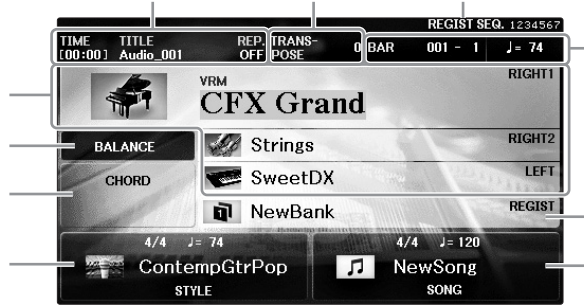 REGIST SEQ. 1234567
TIME TITLE REP. TRANS- 0 BAR 001 - 1 ♩= 74
[00:00] Audio_001 OFF POSE
RIGHT1
VRM
CFX Grand
BALANCE
Strings RIGHT2
CHORD
SweetDX LEFT
1 NewBank REGIST
4/4 ♩= 74
ContempGtrPop
STYLE
4/4 ♩= 120
NewSong
SONG